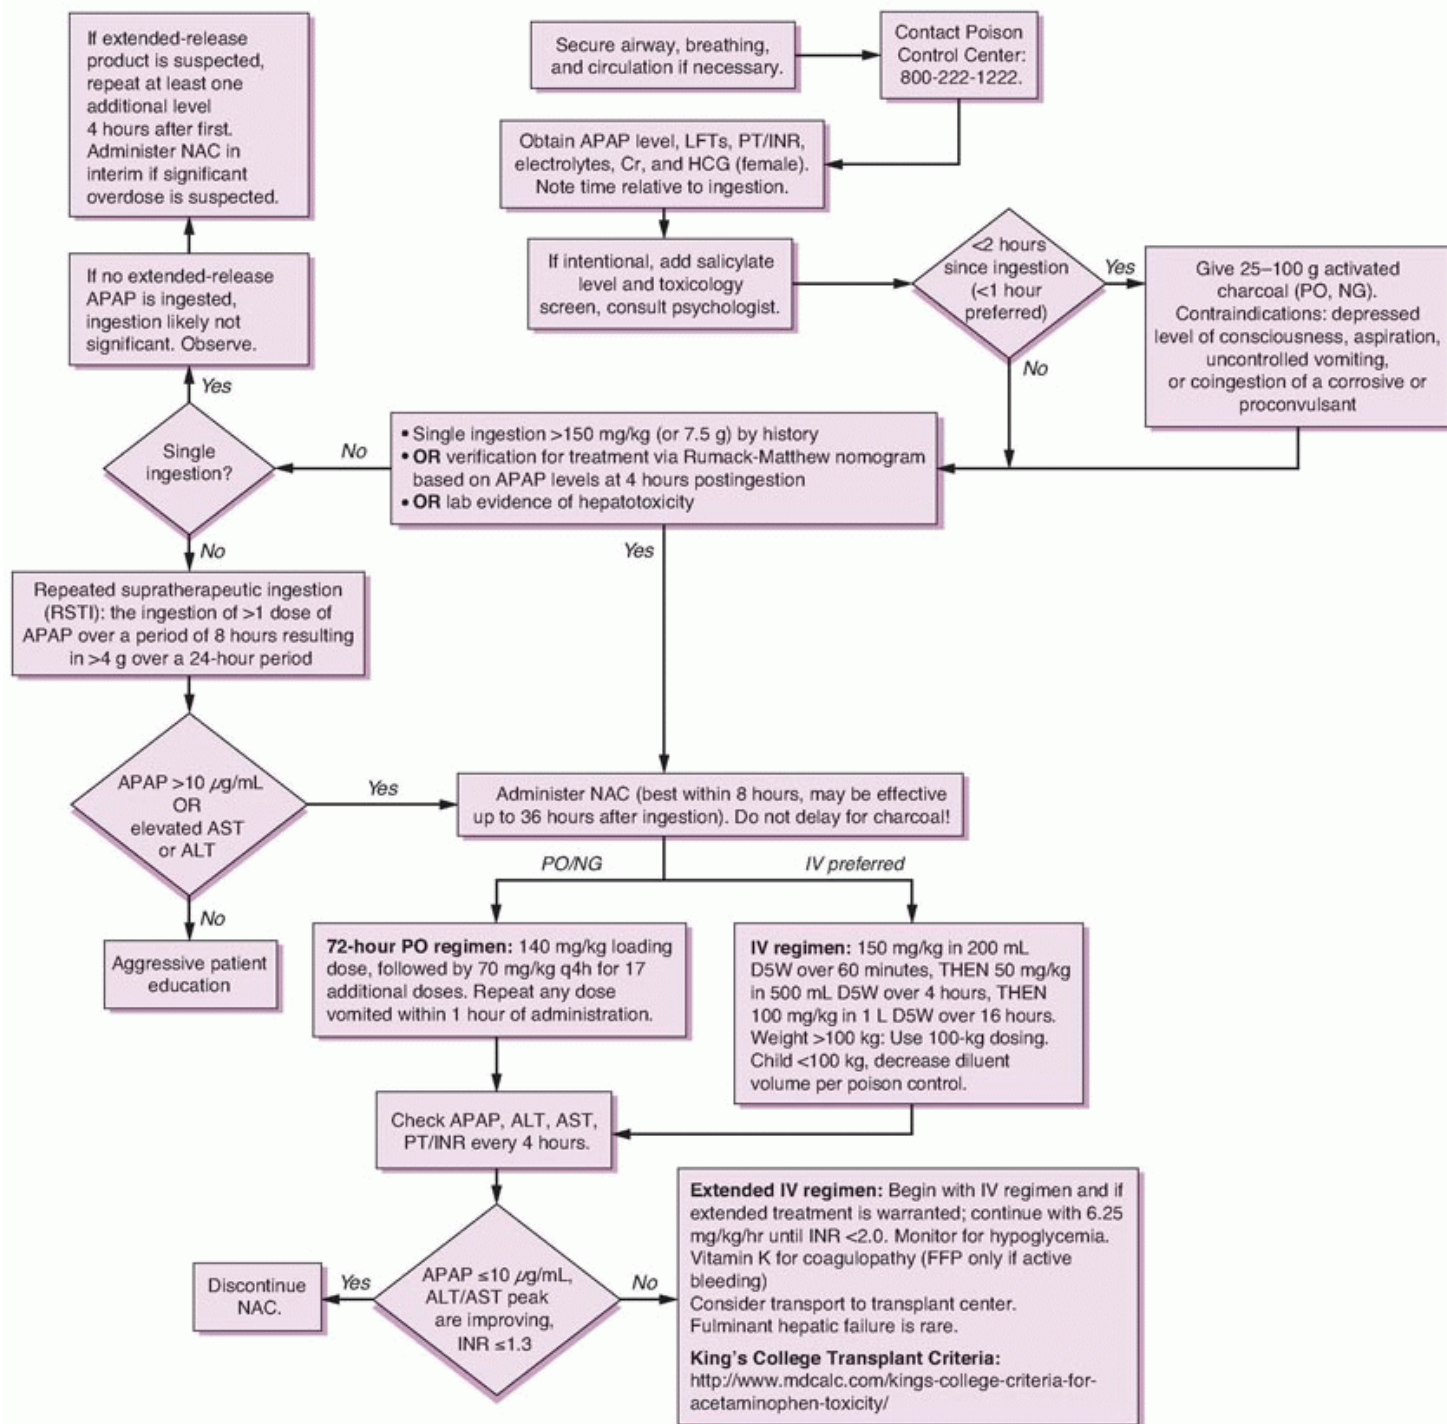 If extended-release
product is suspected,
repeat at least one
additional level
4 hours after first.
Administer NAC in
interim if significant
overdose is suspected.
Secure airway, breathing,
and circulation if necessary.
Contact Poison
Control Center:
800-222-1222.
Obtain APAP level, LFTs, PT/INR,
electrolytes, Cr, and HCG (female).
Note time relative to ingestion.
If no extended-release
APAP is ingested,
ingestion likely not
significant. Observe.
If intentional, add salicylate
level and toxicology
screen, consult psychologist.
<2 hours
since ingestion
(<1 hour
preferred)
Yes
Give 25–100 g activated
charcoal (PO, NG).
Contraindications: depressed
level of consciousness, aspiration,
uncontrolled vomiting,
or coingestion of a corrosive or
proconvulsant
No
Yes
Single
ingestion?
No
• Single ingestion >150 mg/kg (or 7.5 g) by history
• OR verification for treatment via Rumack-Matthew nomogram
based on APAP levels at 4 hours postingestion
• OR lab evidence of hepatotoxicity
No
Yes
Repeated supratherapeutic ingestion
(RSTI): the ingestion of >1 dose of
APAP over a period of 8 hours resulting
in >4 g over a 24-hour period
APAP >10 µg/mL
OR
elevated AST
or ALT
Yes
Administer NAC (best within 8 hours, may be effective
up to 36 hours after ingestion). Do not delay for charcoal!
No
PO/NG
IV preferred
Aggressive patient
education
72-hour PO regimen: 140 mg/kg loading
dose, followed by 70 mg/kg q4h for 17
additional doses. Repeat any dose
vomited within 1 hour of administration.
IV regimen: 150 mg/kg in 200 mL
D5W over 60 minutes, THEN 50 mg/kg
in 500 mL D5W over 4 hours, THEN
100 mg/kg in 1 L D5W over 16 hours.
Weight >100 kg: Use 100-kg dosing.
Child <100 kg, decrease diluent
volume per poison control.
Check APAP, ALT, AST,
PT/INR every 4 hours.
Discontinue
NAC.
Yes
APAP ≤10 µg/mL,
ALT/AST peak
are improving,
INR ≤1.3
No
Extended IV regimen: Begin with IV regimen and if
extended treatment is warranted; continue with 6.25
mg/kg/hr until INR <2.0. Monitor for hypoglycemia.
Vitamin K for coagulopathy (FFP only if active
bleeding)
Consider transport to transplant center.
Fulminant hepatic failure is rare.
King's College Transplant Criteria:
http://www.mdcalc.com/kings-college-criteria-for-
acetaminophen-toxicity/